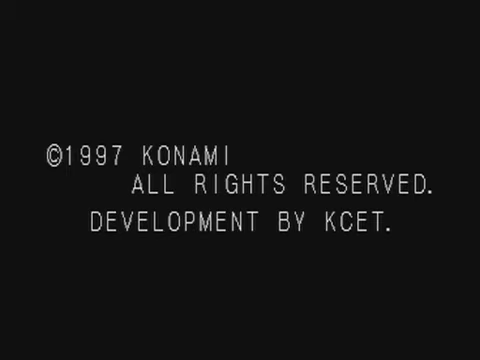 ©1997 KONAMI
ALL RIGHTS RESERVED.
DEVELOPMENT BY KCET.